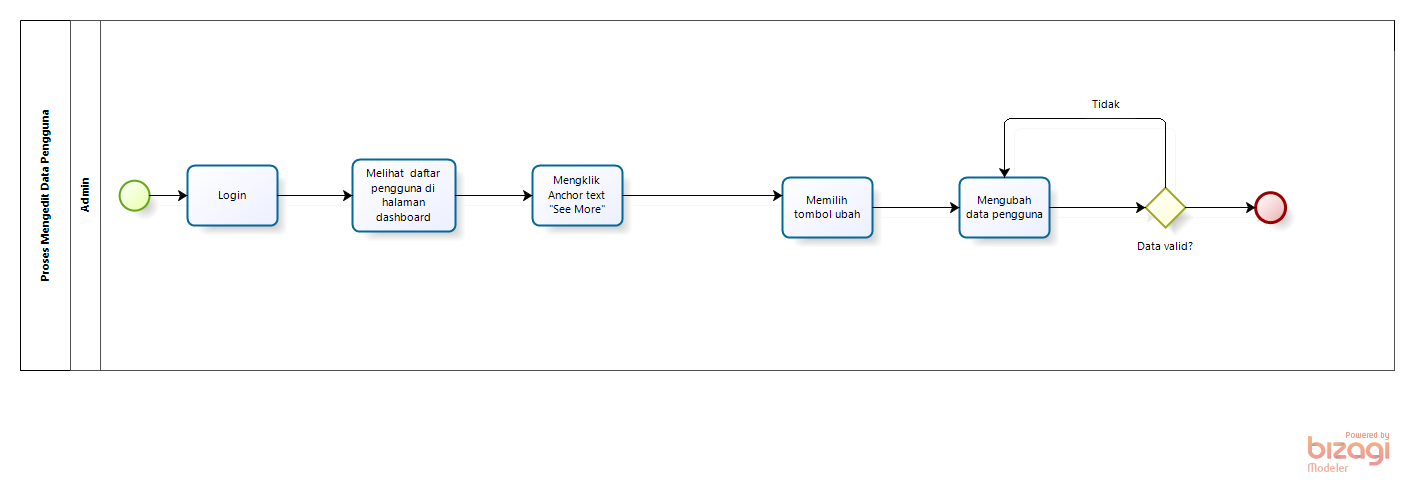 Proses Mengedit Data Pengguna
Admin
Login
Melihat daftar
pengguna di
halaman
dashboard
Mengklik
Anchor text
"See More"
Memilih
tombol ubah
Mengubah
data pengguna
Tidak
Data valid?
Powered by
bizagi
Modeler